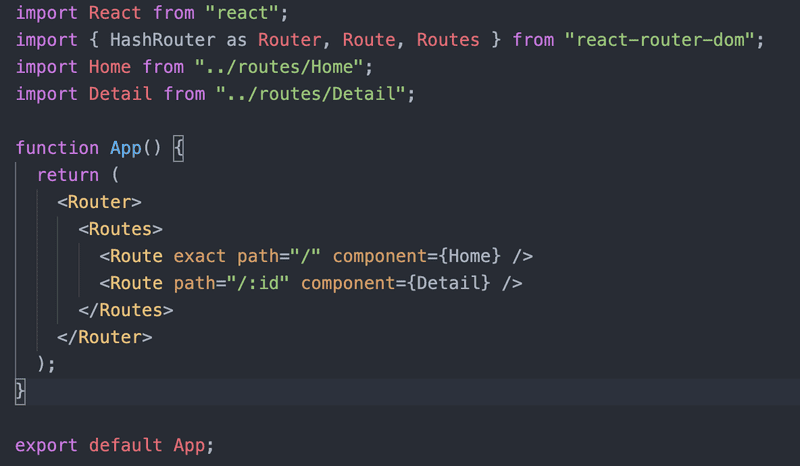 import React from "react";
import { HashRouter as Router, Route, Routes } from "react-router-dom";
import Home from "../routes/Home";
import Detail from "../routes/Detail";

function App() {
  return (
    <Router>
      <Routes>
        <Route exact path="/" component={Home} />
        <Route path="/:id" component={Detail} />
      </Routes>
    </Router>
  );
}

export default App;